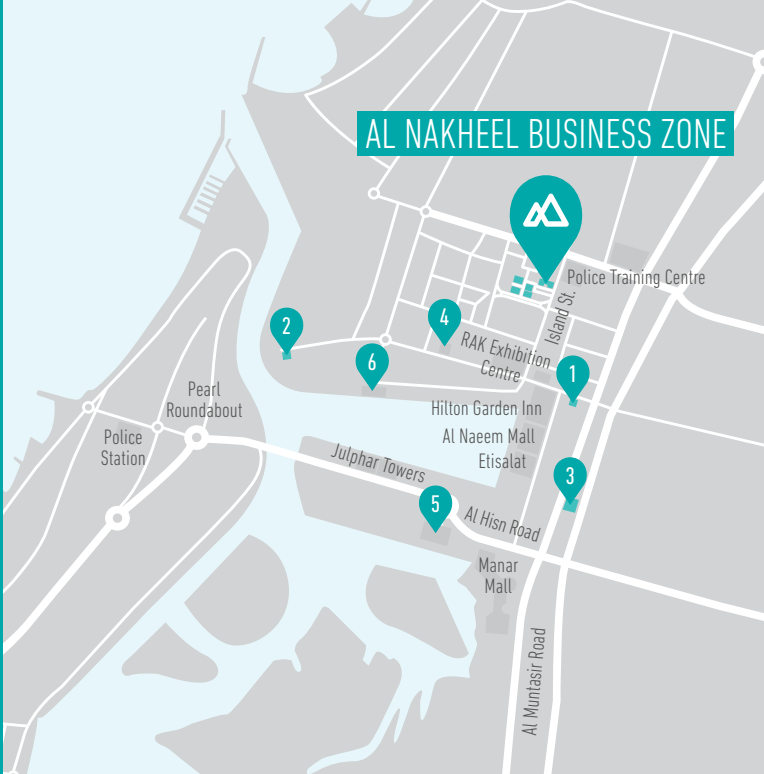 AL NAKHEEL BUSINESS ZONE
Police Training Centre
Island St.
4
2
RAK Exhibition
Centre
6
1
Pearl
Roundabout
Hilton Garden Inn
Police
Station
Al Naeem Mall
Etisalat
Julphar Towers
3
5
Al Hisn Road
Manar
Mall
Al Muntasir Road